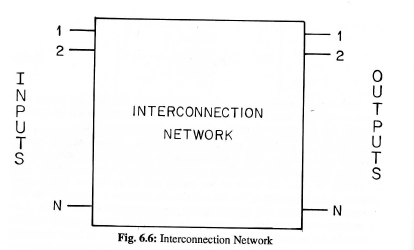 1
2
N
INPUTS
INTERCONNECTION
NETWORK
1
2
N
OUTPUTS
Fig. 6.6: Interconnection Network